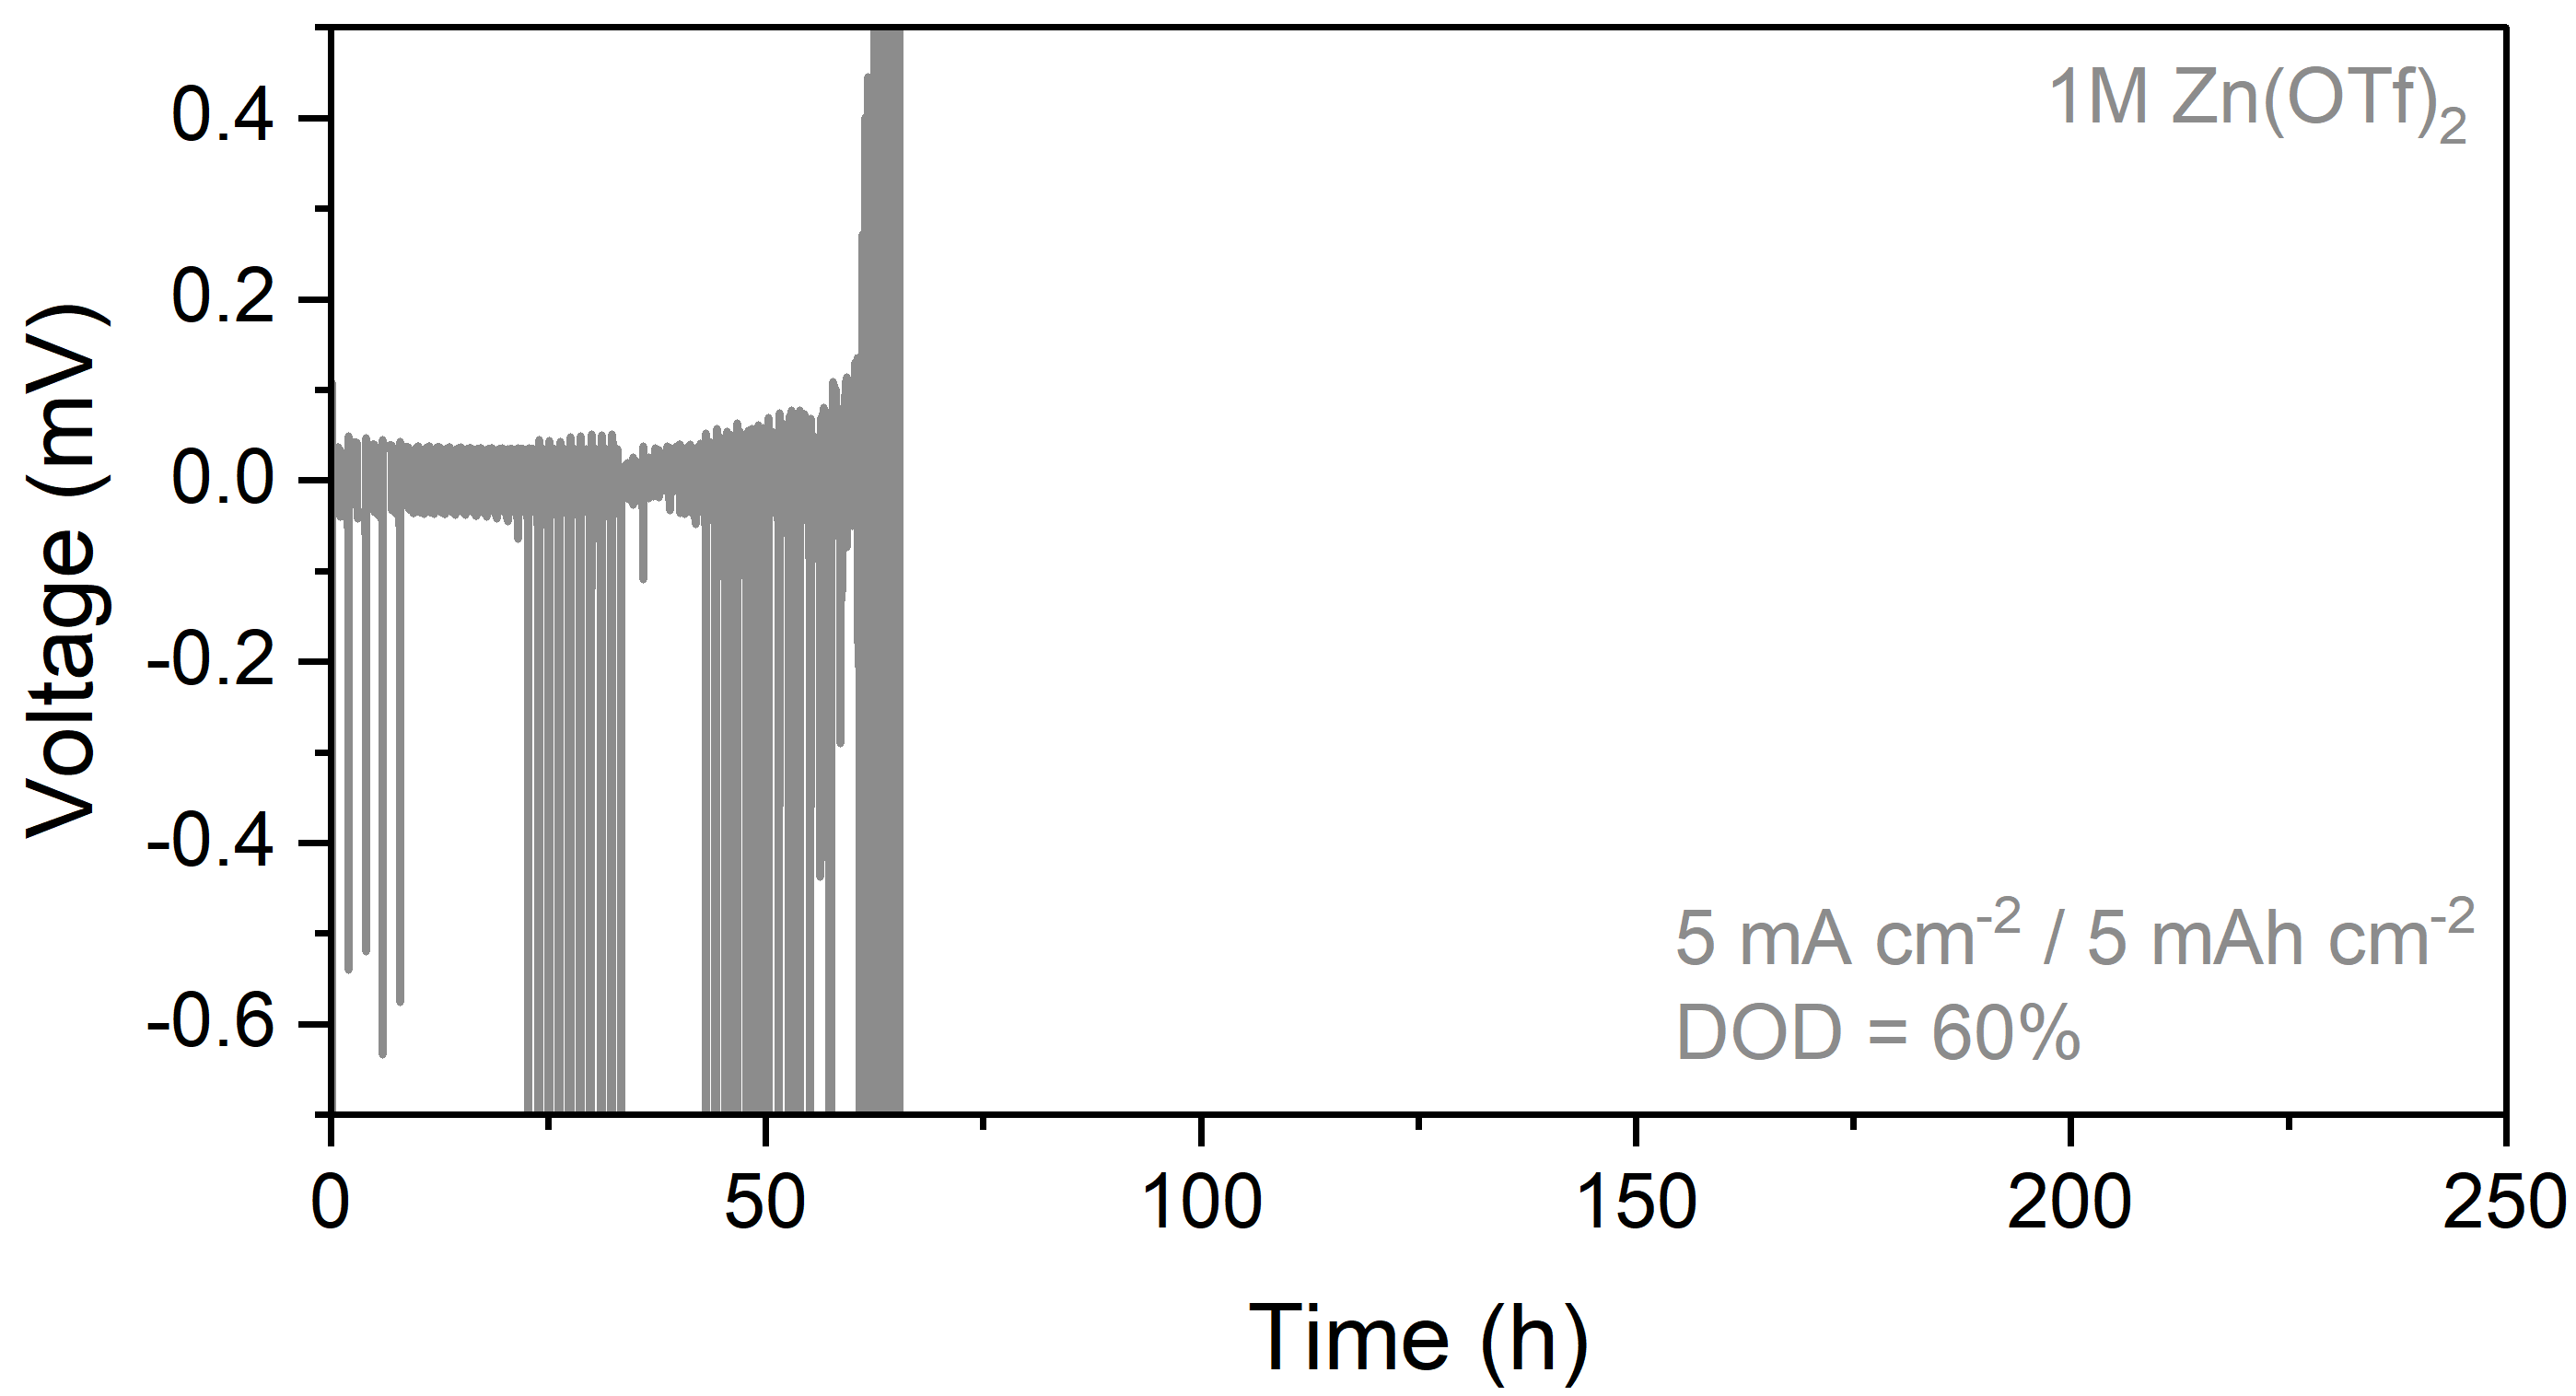 1M Zn(OTf)₂
0.4
0.2
0.0
-0.2
-0.4
-0.6
Voltage (mV)
5 mA cm⁻² / 5 mAh cm⁻²
DOD = 60%
0 50 100 150 200 250
Time (h)